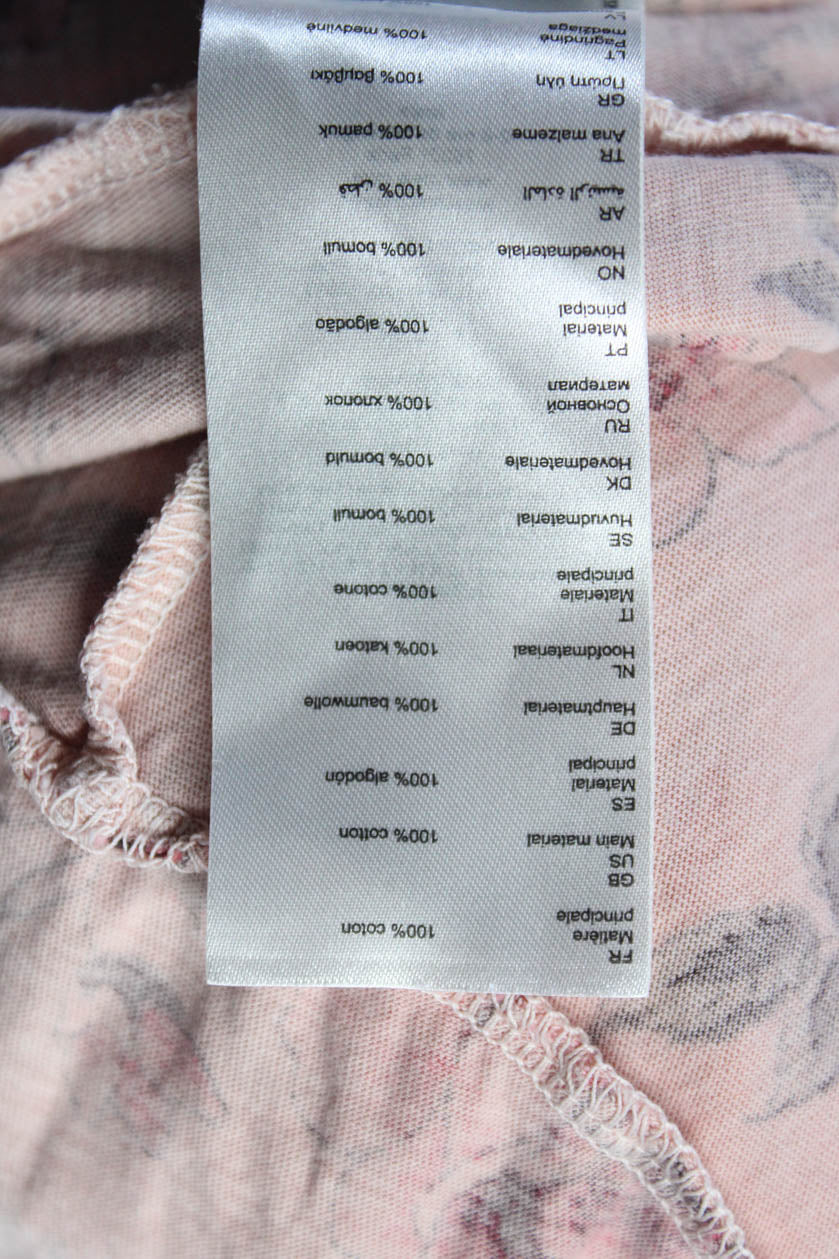 FR
Matière 100% coton
principale
GB
US
Main material 100% cotton
ES
Material 100% algodón
principal
DE
Hauptmaterial 100% baumwolle
NL
Hoofdmateriaal 100% katoen
IT
Materiale 100% cotone
principale
SE
Huvudmaterial 100% bomull
DK
Hovedmateriale 100% bomuld
RU
Основной 100% хлопок
материал
PT
Material 100% algodão
principal
NO
Hovedmateriale 100% bomull
AR
المادة الرئيسية 100% قطن
TR
Ana malzeme 100% pamuk
GR
Πρώτη ύλη 100% βαμβάκι
LT
Pagrindinė 100% medvilnė
medžiaga